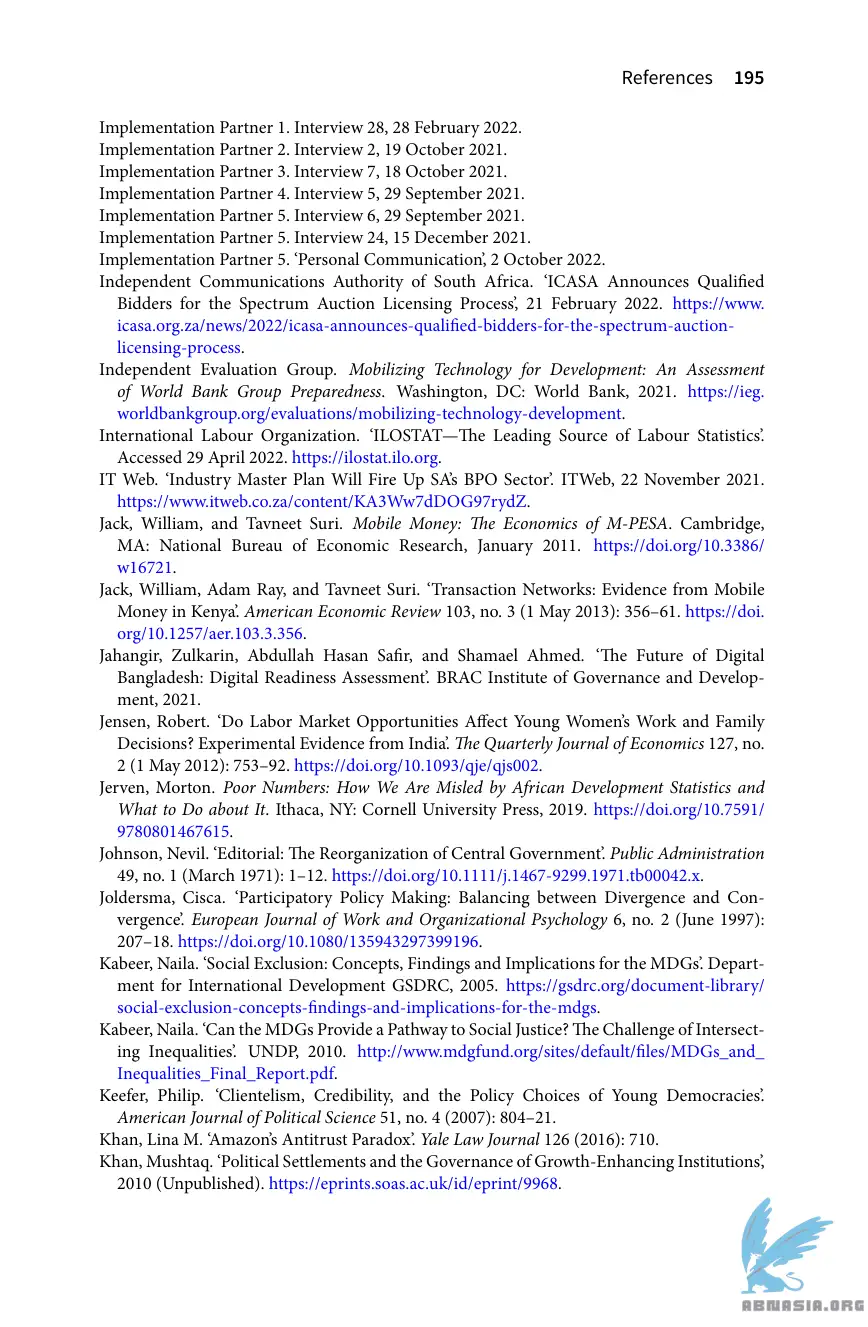 References 195
Implementation Partner 1. Interview 28, 28 February 2022.
Implementation Partner 2. Interview 2, 19 October 2021.
Implementation Partner 3. Interview 7, 18 October 2021.
Implementation Partner 4. Interview 5, 29 September 2021.
Implementation Partner 5. Interview 6, 29 September 2021.
Implementation Partner 5. Interview 24, 15 December 2021.
Implementation Partner 5. ‘Personal Communication’, 2 October 2022.
Independent Communications Authority of South Africa. ‘ICASA Announces Qualified
Bidders for the Spectrum Auction Licensing Process’, 21 February 2022. https://www.
icasa.org.za/news/2022/icasa-announces-qualified-bidders-for-the-spectrum-auction-
licensing-process.
Independent Evaluation Group. Mobilizing Technology for Development: An Assessment
of World Bank Group Preparedness. Washington, DC: World Bank, 2021. https://ieg.
worldbankgroup.org/evaluations/mobilizing-technology-development.
International Labour Organization. ‘ILOSTAT—The Leading Source of Labour Statistics’.
Accessed 29 April 2022. https://ilostat.ilo.org.
IT Web. ‘Industry Master Plan Will Fire Up SA’s BPO Sector’. ITWeb, 22 November 2021.
https://www.itweb.co.za/content/KA3Ww7dDOG97rydZ.
Jack, William, and Tavneet Suri. Mobile Money: The Economics of M-PESA. Cambridge,
MA: National Bureau of Economic Research, January 2011. https://doi.org/10.3386/
w16721.
Jack, William, Adam Ray, and Tavneet Suri. ‘Transaction Networks: Evidence from Mobile
Money in Kenya’. American Economic Review 103, no. 3 (1 May 2013): 356–61. https://doi.
org/10.1257/aer.103.3.356.
Jahangir, Zulkarin, Abdullah Hasan Safir, and Shamael Ahmed. ‘The Future of Digital
Bangladesh: Digital Readiness Assessment’. BRAC Institute of Governance and Develop-
ment, 2021.
Jensen, Robert. ‘Do Labor Market Opportunities Affect Young Women’s Work and Family
Decisions? Experimental Evidence from India’. The Quarterly Journal of Economics 127, no.
2 (1 May 2012): 753–92. https://doi.org/10.1093/qje/qjs002.
Jerven, Morton. Poor Numbers: How We Are Misled by African Development Statistics and
What to Do about It. Ithaca, NY: Cornell University Press, 2019. https://doi.org/10.7591/
9780801467615.
Johnson, Nevil. ‘Editorial: The Reorganization of Central Government’. Public Administration
49, no. 1 (March 1971): 1–12. https://doi.org/10.1111/j.1467-9299.1971.tb00042.x.
Joldersma, Cisca. ‘Participatory Policy Making: Balancing between Divergence and Con-
vergence’. European Journal of Work and Organizational Psychology 6, no. 2 (June 1997):
207–18. https://doi.org/10.1080/135943297399196.
Kabeer, Naila. ‘Social Exclusion: Concepts, Findings and Implications for the MDGs’. Depart-
ment for International Development GSDRC, 2005. https://gsdrc.org/document-library/
social-exclusion-concepts-findings-and-implications-for-the-mdgs.
Kabeer, Naila. ‘Can the MDGs Provide a Pathway to Social Justice? The Challenge of Intersect-
ing Inequalities’. UNDP, 2010. http://www.mdgfund.org/sites/default/files/MDGs_and_
Inequalities_Final_Report.pdf.
Keefer, Philip. ‘Clientelism, Credibility, and the Policy Choices of Young Democracies’.
American Journal of Political Science 51, no. 4 (2007): 804–21.
Khan, Lina M. ‘Amazon’s Antitrust Paradox’. Yale Law Journal 126 (2016): 710.
Khan, Mushtaq. ‘Political Settlements and the Governance of Growth-Enhancing Institutions’,
2010 (Unpublished). https://eprints.soas.ac.uk/id/eprint/9968.
ABNASIA.ORG